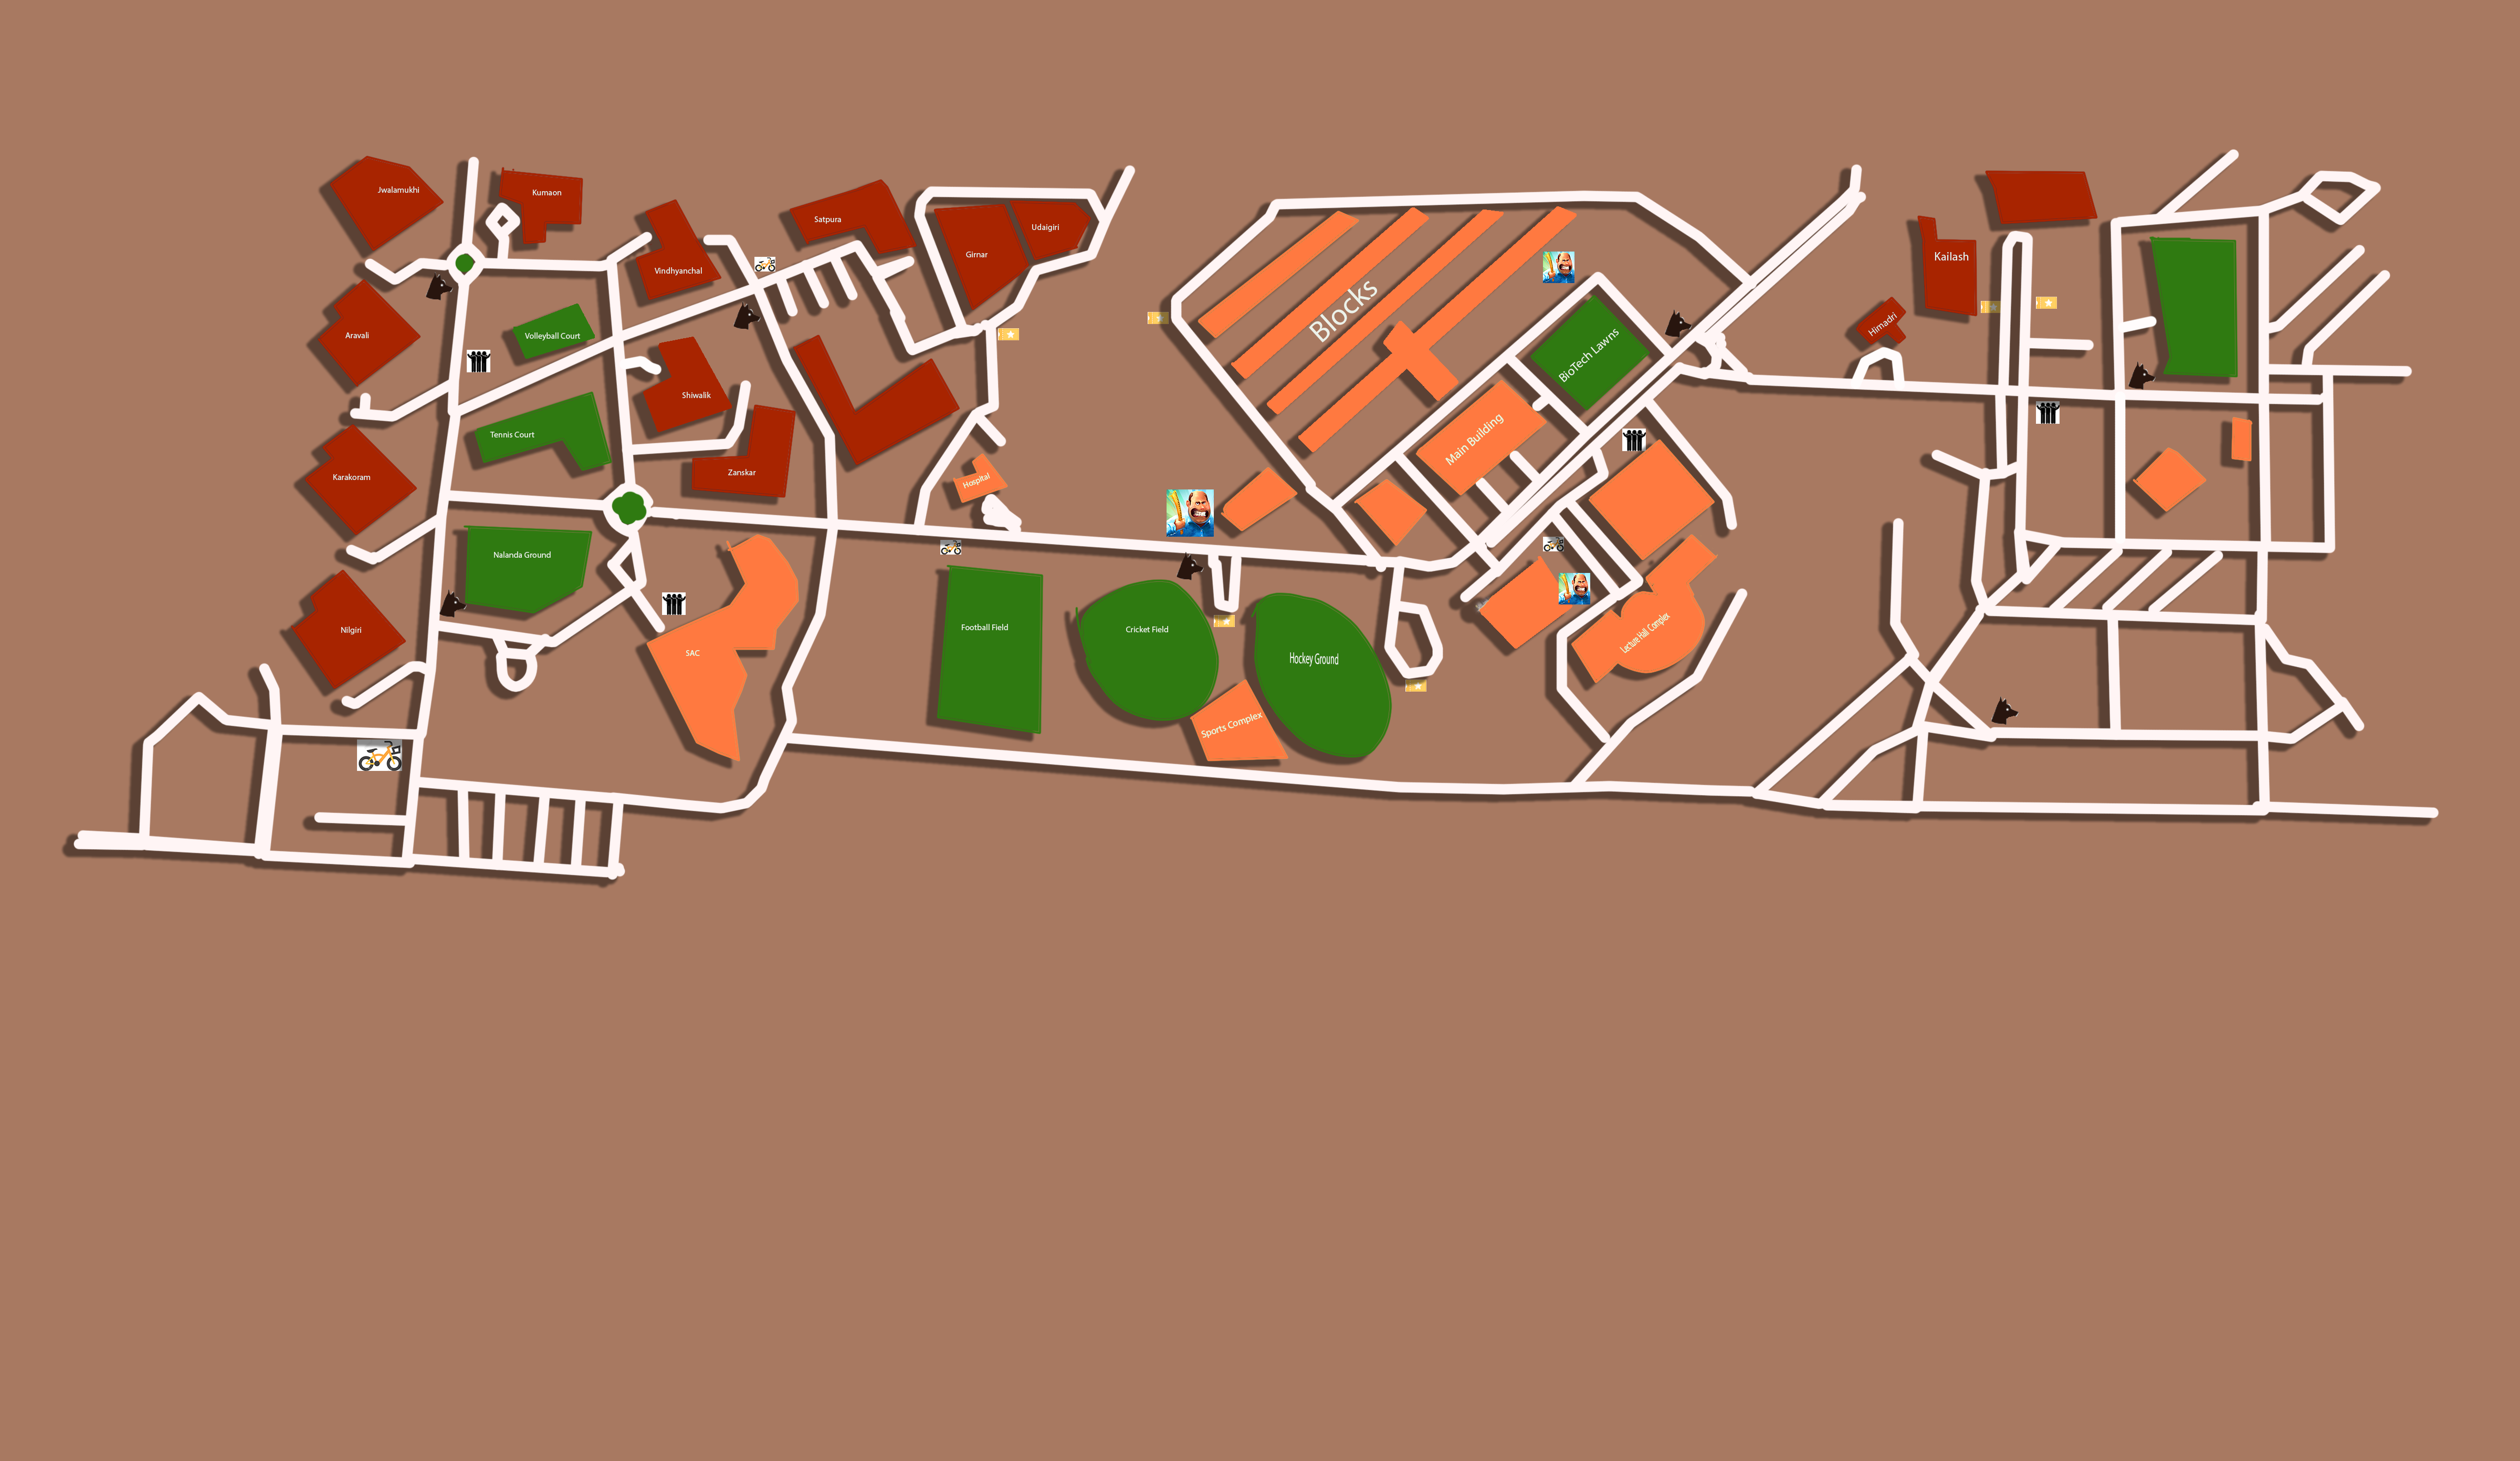 Jwalamukhi
Kumaon
Satpura
Udaigiri
Girnar
Vindhyanchal
Kailash
Blocks
Himadri
Aravali
Volleyball Court
BioTech Lawns
Shiwalik
Tennis Court
Main Building
Karakoram
Zanskar
Hospital
Nalanda Ground
Nilgiri
SAC
Football Field
Cricket Field
Hockey Ground
Lecture Hall Complex
Sports Complex